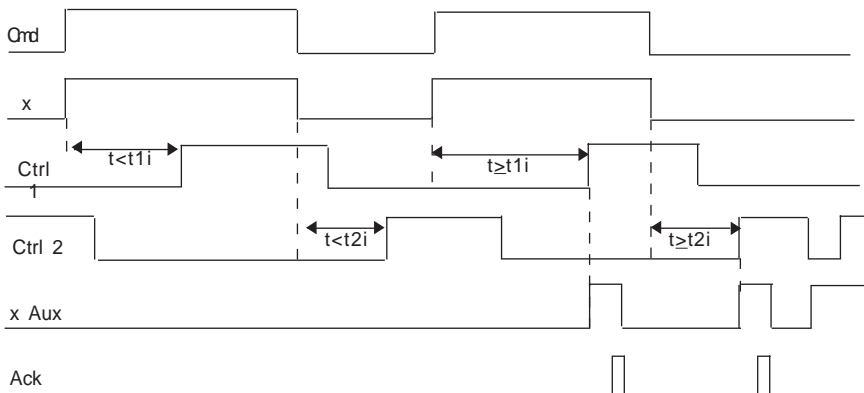 Cmd
x
t<t1i
t≥t1i
Ctrl
1
t<t2i
t≥t2i
Ctrl 2
x Aux
Ack